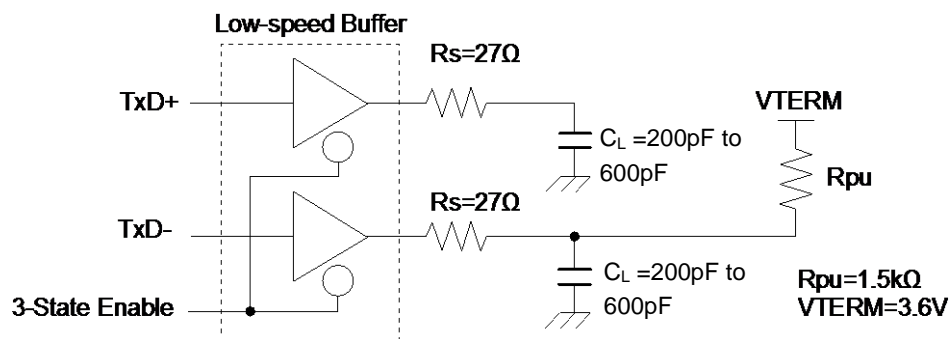 Low-speed Buffer
Rs=27Ω
TxD+
VTERM
CL =200pF to
600pF
Rpu
Rs=27Ω
TxD-
CL =200pF to
600pF
Rpu=1.5kΩ
VTERM=3.6V
3-State Enable